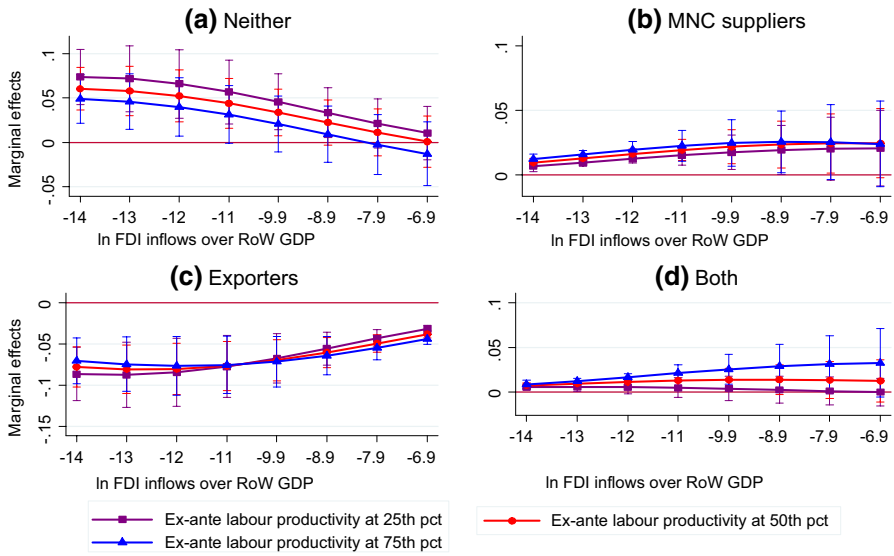 (a) Neither
Marginal effects
.1
.05
0
-.05
-14 -13 -12 -11 -9.9 -8.9 -7.9 -6.9
ln FDI inflows over RoW GDP
(b) MNC suppliers
.1
.05
0
-14 -13 -12 -11 -9.9 -8.9 -7.9 -6.9
ln FDI inflows over RoW GDP
(c) Exporters
Marginal effects
0
-.05
-.1
-.15
-14 -13 -12 -11 -9.9 -8.9 -7.9 -6.9
ln FDI inflows over RoW GDP
(d) Both
.1
.05
0
-14 -13 -12 -11 -9.9 -8.9 -7.9 -6.9
ln FDI inflows over RoW GDP
Ex-ante labour productivity at 25th pct
Ex-ante labour productivity at 75th pct
Ex-ante labour productivity at 50th pct